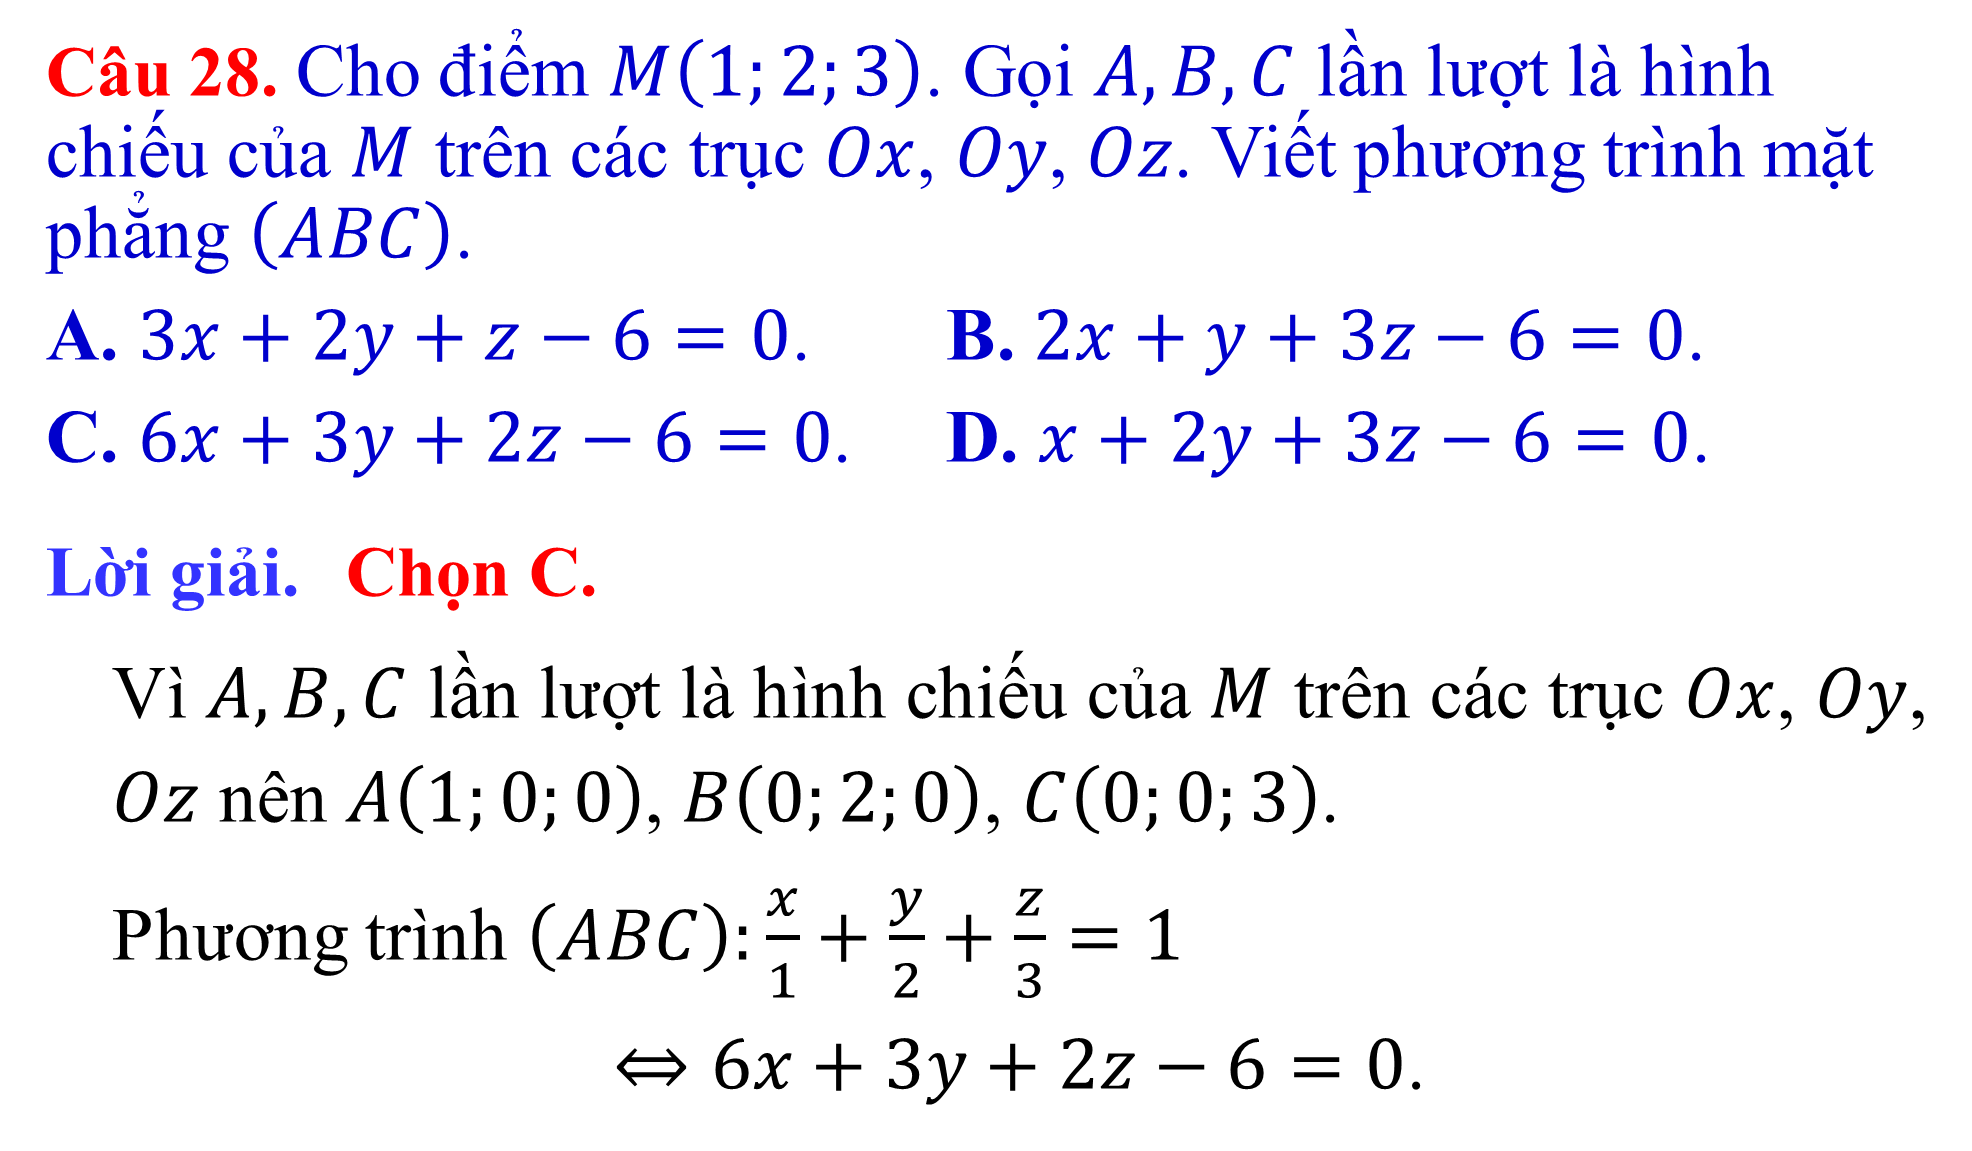 Câu 28. Cho điểm M(1; 2; 3). Gọi A, B, C lần lượt là hình
chiếu của M trên các trục Ox, Oy, Oz. Viết phương trình mặt
phẳng (ABC).
A. 3x + 2y + z − 6 = 0. B. 2x + y + 3z − 6 = 0.
C. 6x + 3y + 2z − 6 = 0. D. x + 2y + 3z − 6 = 0.
Lời giải. Chọn C.
Vì A, B, C lần lượt là hình chiếu của M trên các trục Ox, Oy,
Oz nên A(1; 0; 0), B(0; 2; 0), C(0; 0; 3).
Phương trình (ABC): x/1 + y/2 + z/3 = 1
⇔ 6x + 3y + 2z − 6 = 0.